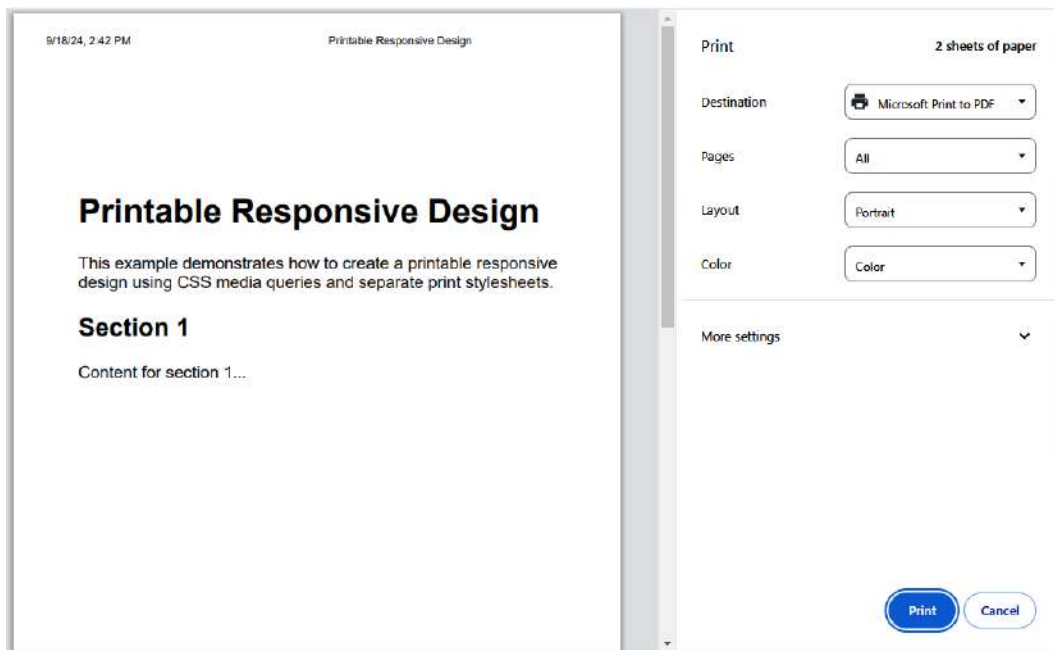 9/18/24, 2:42 PM Printable Responsive Design
Printable Responsive Design
This example demonstrates how to create a printable responsive
design using CSS media queries and separate print stylesheets.
Section 1
Content for section 1...
Print 2 sheets of paper
Destination Microsoft Print to PDF
Pages All
Layout Portrait
Color Color
More settings
Print Cancel